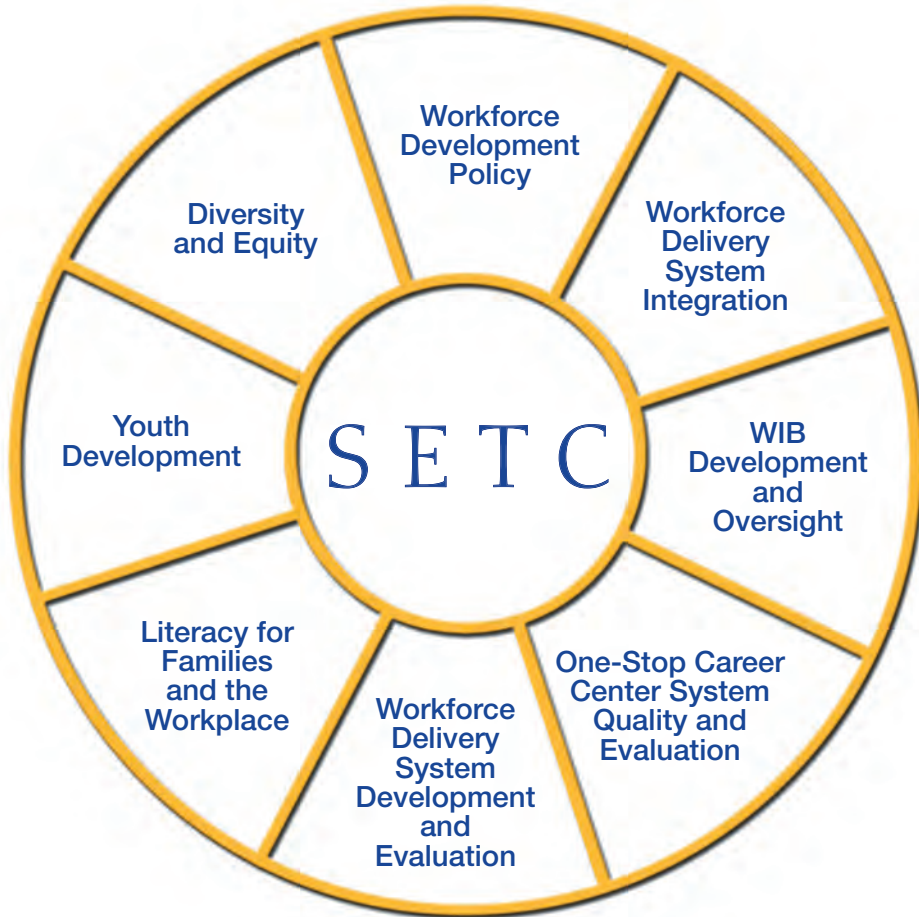 Workforce
Development
Policy
Workforce
Delivery
System
Integration
WIB
Development
and
Oversight
One-Stop Career
Center System
Quality and
Evaluation
Workforce
Delivery
System
Development
and
Evaluation
Literacy for
Families
and the
Workplace
Youth
Development
Diversity
and Equity
SETC